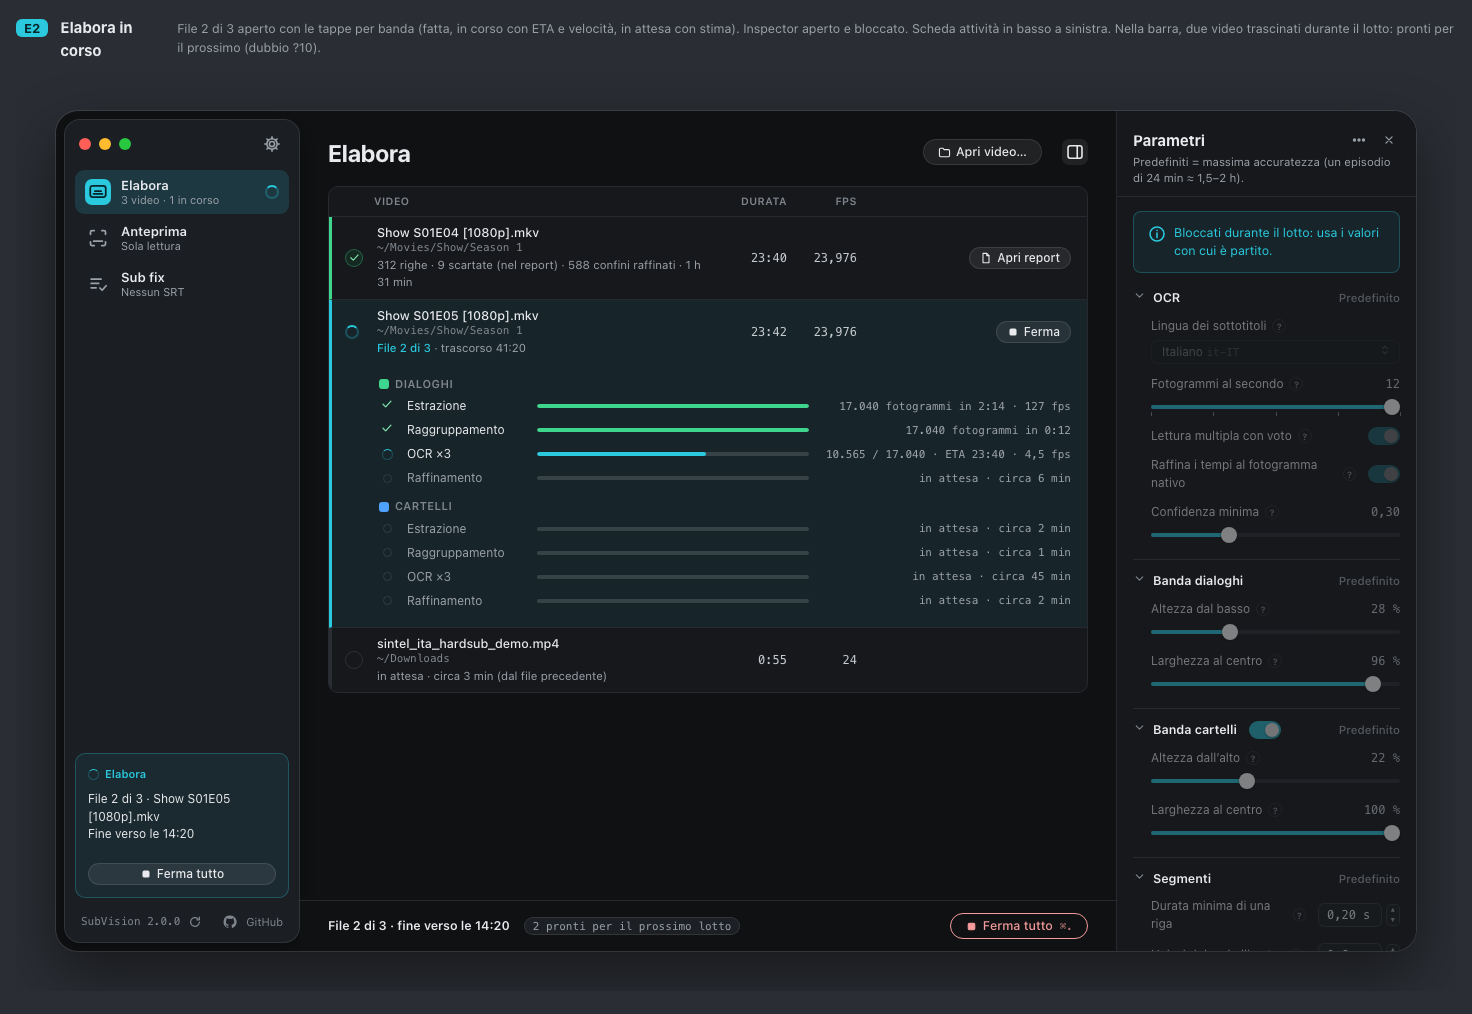 E2
Elabora in corso
File 2 di 3 aperto con le tappe per banda (fatta, in corso con ETA e velocità, in attesa con stima). Inspector aperto e bloccato. Scheda attività in basso a sinistra. Nella barra, due video trascinati durante il lotto: pronti per
il prossimo (dubbio ?10).
Elabora
3 video · 1 in corso
Anteprima
Sola lettura
Sub fix
Nessun SRT
Elabora
File 2 di 3 · Show S01E05
[1080p].mkv
Fine verso le 14:20
Ferma tutto
SubVision 2.0.0
GitHub
Elabora
Apri video...
VIDEO DURATA FPS
Show S01E04 [1080p].mkv
~/Movies/Show/Season 1
312 righe · 9 scartate (nel report) · 588 confini raffinati · 1 h
31 min
23:40 23,976
Apri report
Show S01E05 [1080p].mkv
~/Movies/Show/Season 1
File 2 di 3 · trascorso 41:20
23:42 23,976
Ferma
DIALOGHI
Estrazione 17.040 fotogrammi in 2:14 · 127 fps
Raggruppamento 17.040 fotogrammi in 0:12
OCR ×3 10.565 / 17.040 · ETA 23:40 · 4,5 fps
Raffinamento in attesa · circa 6 min
CARTELLI
Estrazione in attesa · circa 2 min
Raggruppamento in attesa · circa 1 min
OCR ×3 in attesa · circa 45 min
Raffinamento in attesa · circa 2 min
sintel_ita_hardsub_demo.mp4
~/Downloads
in attesa · circa 3 min (dal file precedente)
0:55 24
File 2 di 3 · fine verso le 14:20
2 pronti per il prossimo lotto
Ferma tutto ⌘.
Parametri
Predefiniti = massima accuratezza (un episodio
di 24 min ≈ 1,5–2 h).
Bloccati durante il lotto: usa i valori
con cui è partito.
OCR Predefinito
Lingua dei sottotitoli ?
Italiano it-IT
Fotogrammi al secondo ? 12
Lettura multipla con voto ?
Raffina i tempi al fotogramma
nativo ?
Confidenza minima ? 0,30
Banda dialoghi Predefinito
Altezza dal basso ? 28 %
Larghezza al centro ? 96 %
Banda cartelli Predefinito
Altezza dall'alto ? 22 %
Larghezza al centro ? 100 %
Segmenti Predefinito
Durata minima di una
riga ? 0,20 s